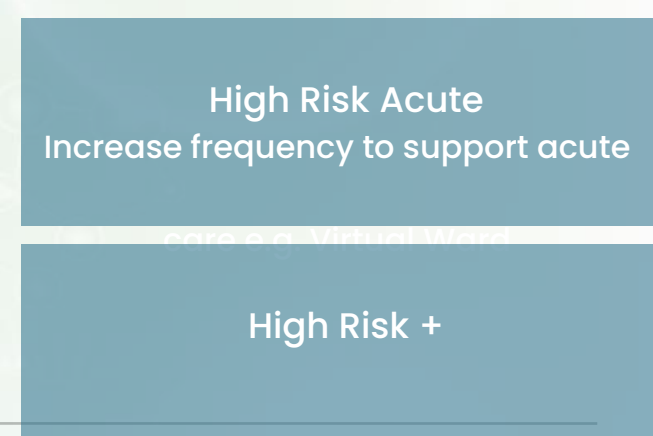 High Risk Acute
Increase frequency to support acute
care e.g. Virtual Ward
High Risk +